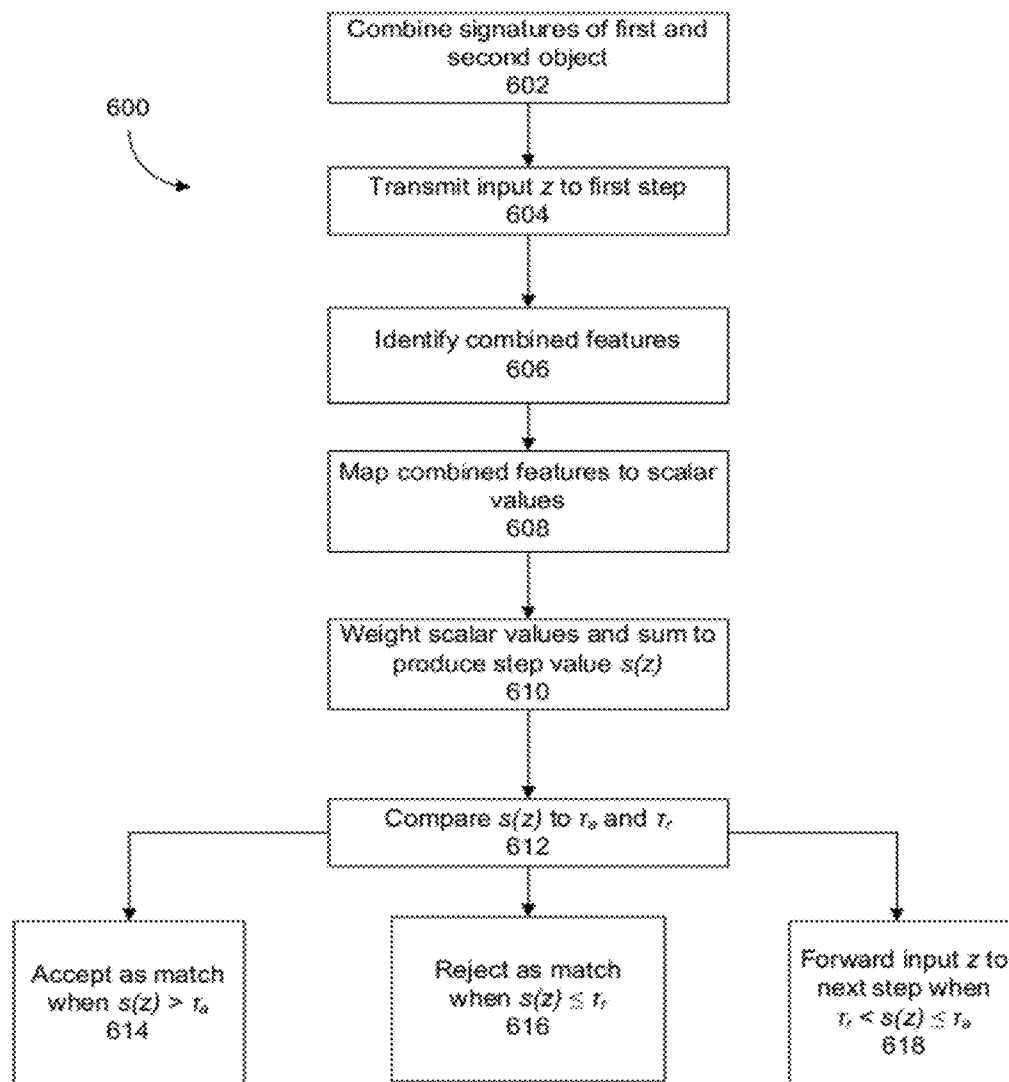 Combine signatures of first and
second object
602
600
Transmit input z to first step
604
Identify combined features
606
Map combined features to scalar
values
608
Weight scalar values and sum to
produce step value s(z)
610
Compare s(z) to τₐ and τᵣ
612
Accept as match
when s(z) > τₐ
614
Reject as match
when s(z) ≤ τᵣ
616
Forward input z to
next step when
τᵣ < s(z) ≤ τₐ
618